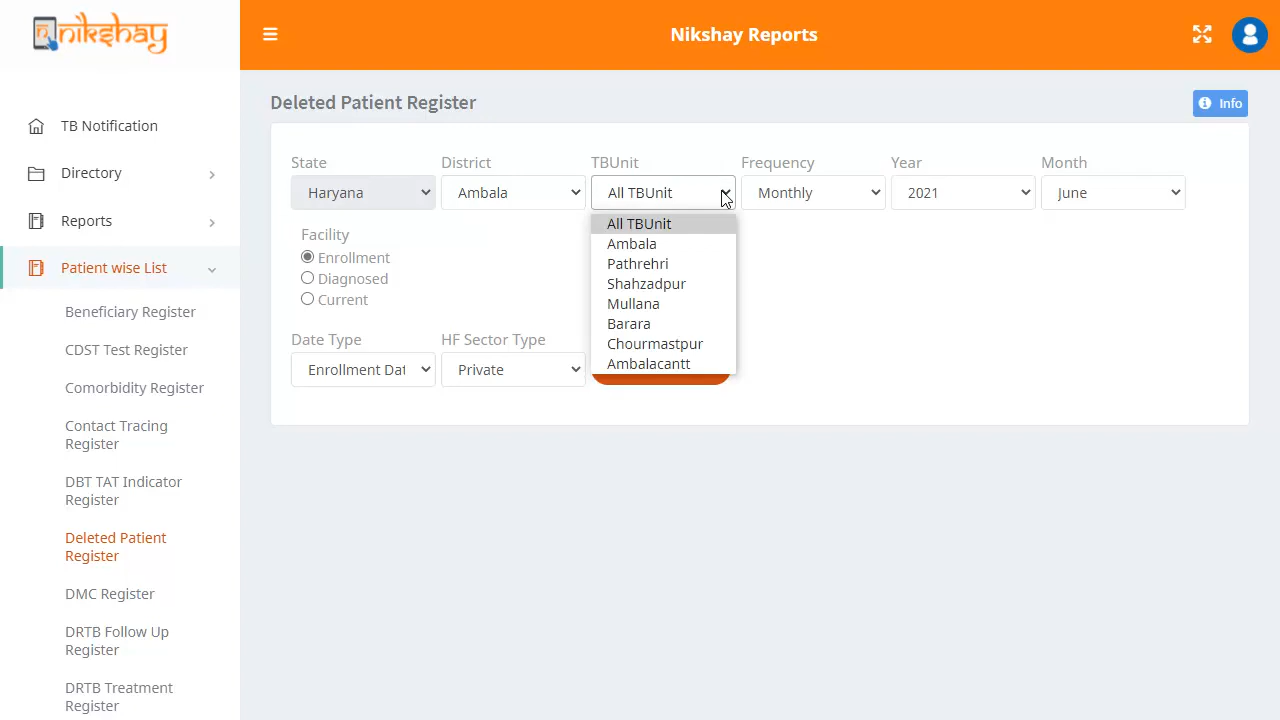 nikshay
Nikshay Reports
TB Notification
Directory
Reports
Patient wise List
Beneficiary Register
CDST Test Register
Comorbidity Register
Contact Tracing
Register
DBT TAT Indicator
Register
Deleted Patient
Register
DMC Register
DRTB Follow Up
Register
DRTB Treatment
Register
Deleted Patient Register
Info
State
District
TBUnit
Frequency
Year
Month
Haryana
Ambala
All TBUnit
Monthly
2021
June
All TBUnit
Ambala
Pathrehri
Shahzadpur
Mullana
Barara
Chourmastpur
Ambalacantt
Facility
Enrollment
Diagnosed
Current
Date Type
HF Sector Type
Enrollment Dat
Private